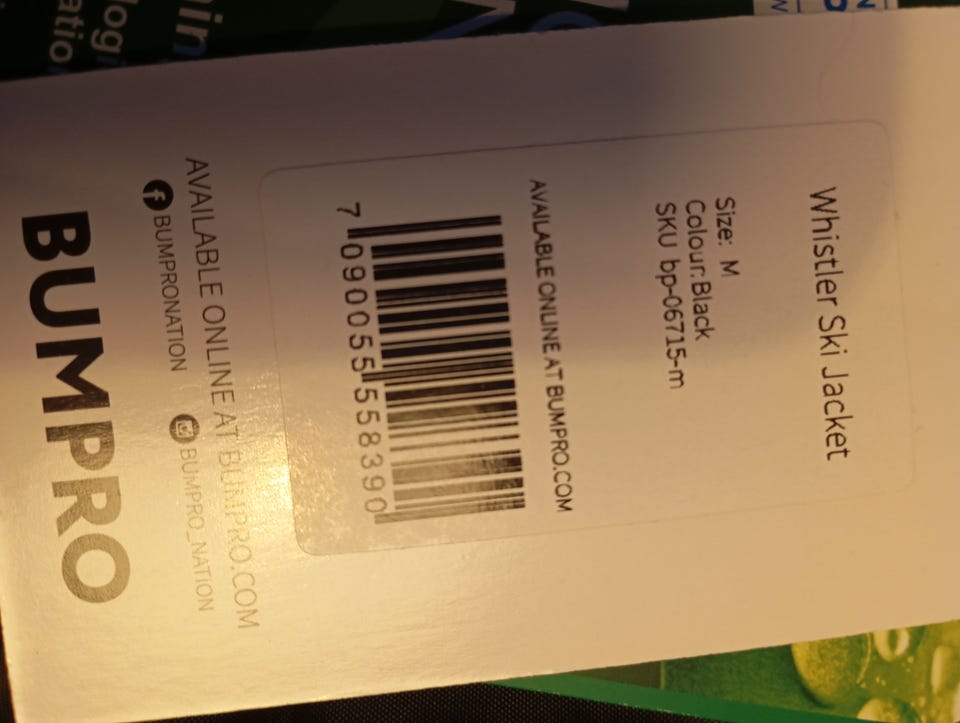 Whistler Ski Jacket
Size: M
Colour:Black
SKU bp-06715-m
AVAILABLE ONLINE AT BUMPRO.COM
7 090055 558390
AVAILABLE ONLINE AT BUMPRO.COM
BUMPRONATION BUMPRO_NATION
BUMPRO